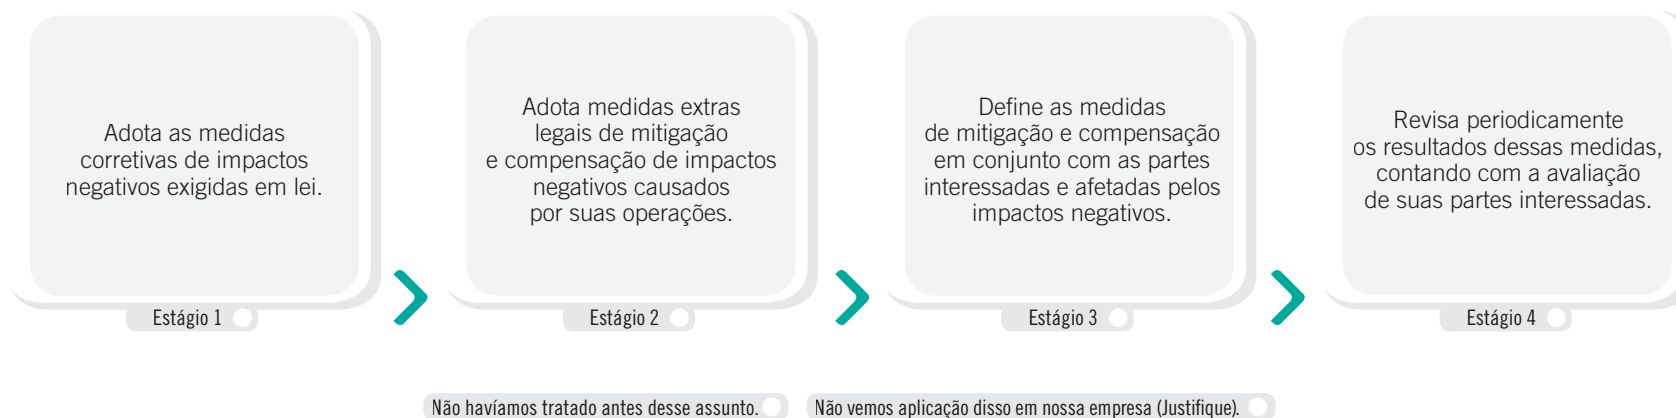 Adota as medidas
corretivas de impactos
negativos exigidas em lei.
Estágio 1
Adota medidas extras
legais de mitigação
e compensação de impactos
negativos causados
por suas operações.
Estágio 2
Define as medidas
de mitigação e compensação
em conjunto com as partes
interessadas e afetadas pelos
impactos negativos.
Estágio 3
Revisa periodicamente
os resultados dessas medidas,
contando com a avaliação
de suas partes interessadas.
Estágio 4
Não havíamos tratado antes desse assunto.
Não vemos aplicação disso em nossa empresa (Justifique).